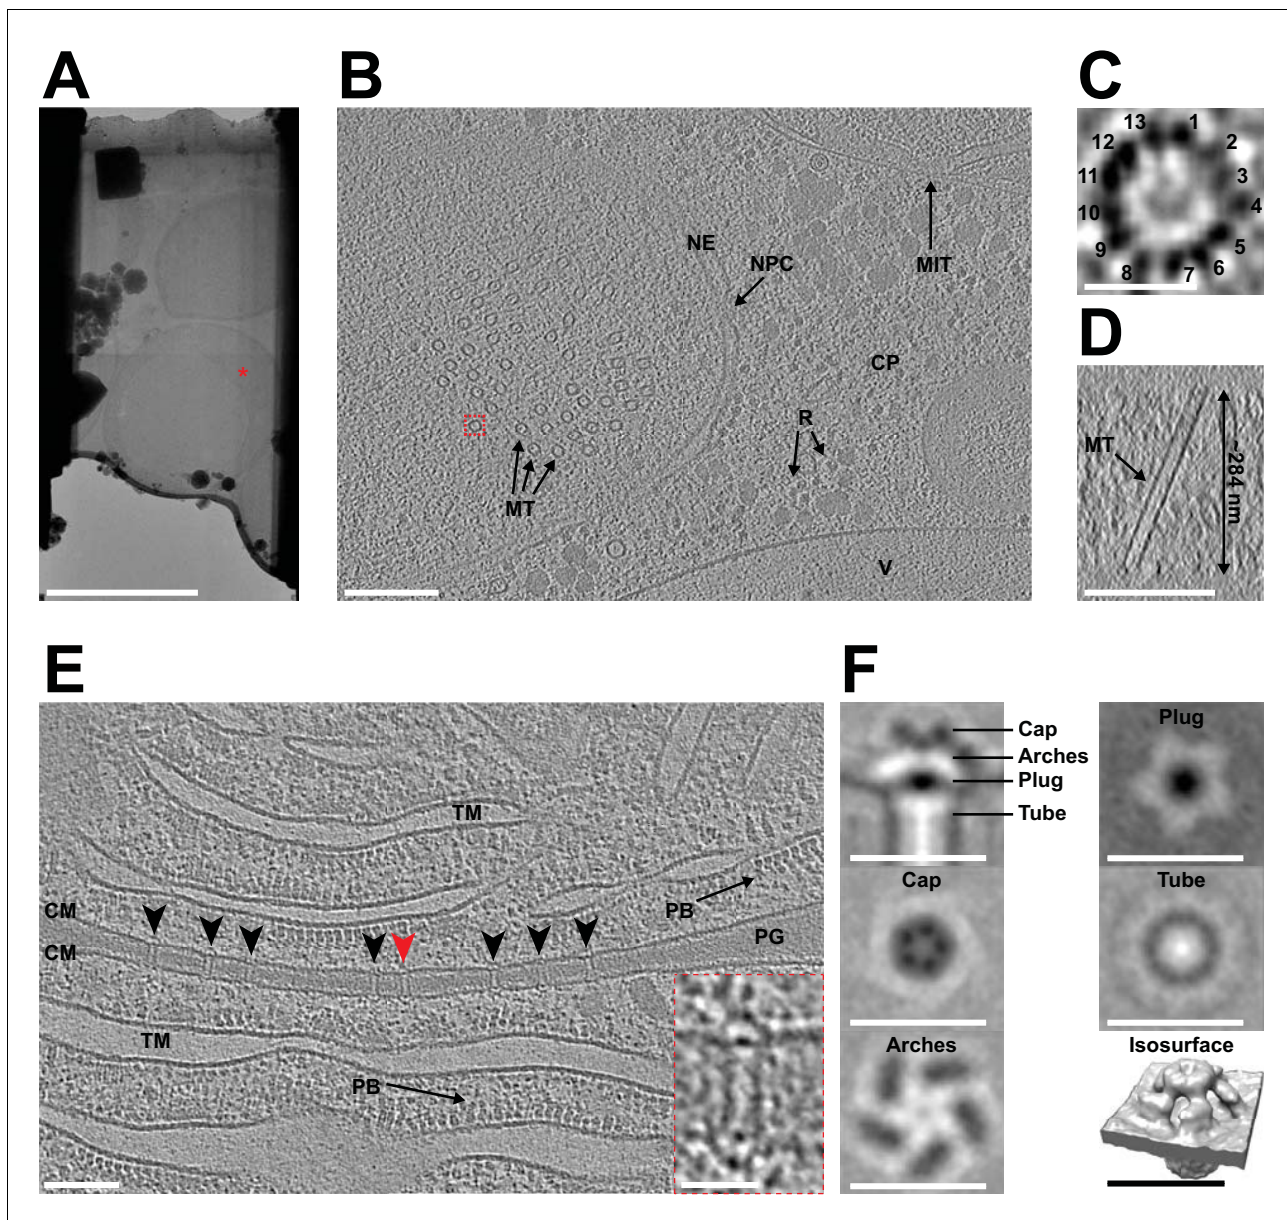 A
B
C
NE
NPC
MIT
CP
R
MT
V
13
1
12
2
11
3
10
4
9
5
8
7
6
D
MT
~284 nm
E
TM
CM
PB
CM
PG
TM
PB
F
Cap
Arches
Plug
Tube
Plug
Cap
Tube
Arches
Isosurface